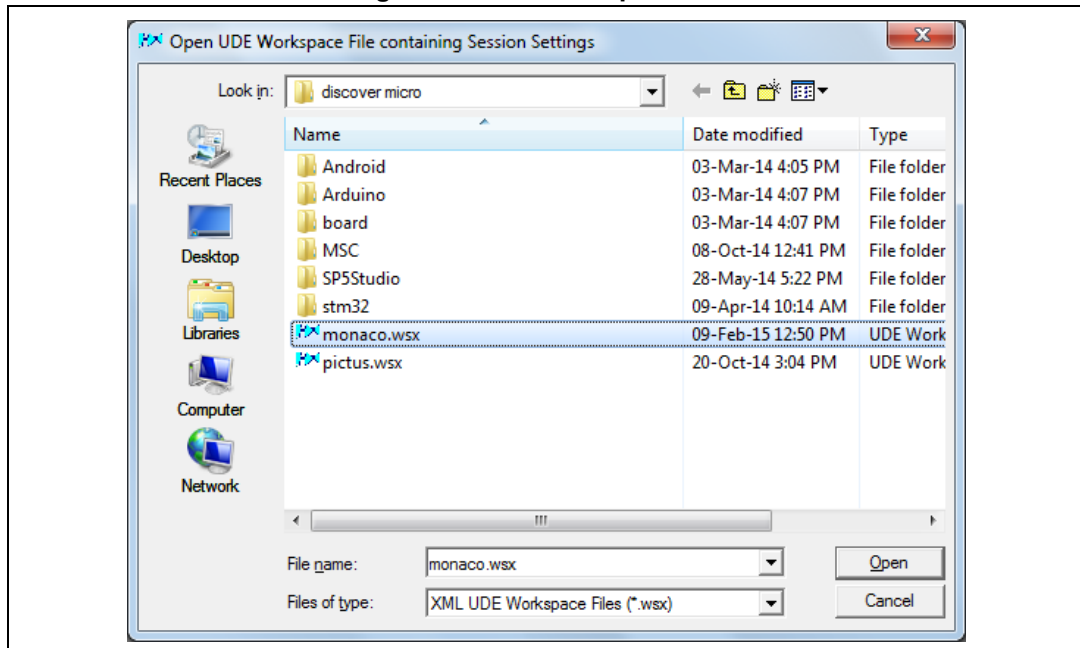 Open UDE Workspace File containing Session Settings
Look in: discover micro
Name Date modified Type
Android 03-Mar-14 4:05 PM File folder
Arduino 03-Mar-14 4:07 PM File folder
board 03-Mar-14 4:07 PM File folder
MSC 08-Oct-14 12:41 PM File folder
SP5Studio 28-May-14 5:22 PM File folder
stm32 09-Apr-14 10:14 AM File folder
monaco.wsx 09-Feb-15 12:50 PM UDE Work
pictus.wsx 20-Oct-14 3:04 PM UDE Work
Recent Places
Desktop
Libraries
Computer
Network
File name: monaco.wsx Open
Files of type: XML UDE Workspace Files (*.wsx) Cancel